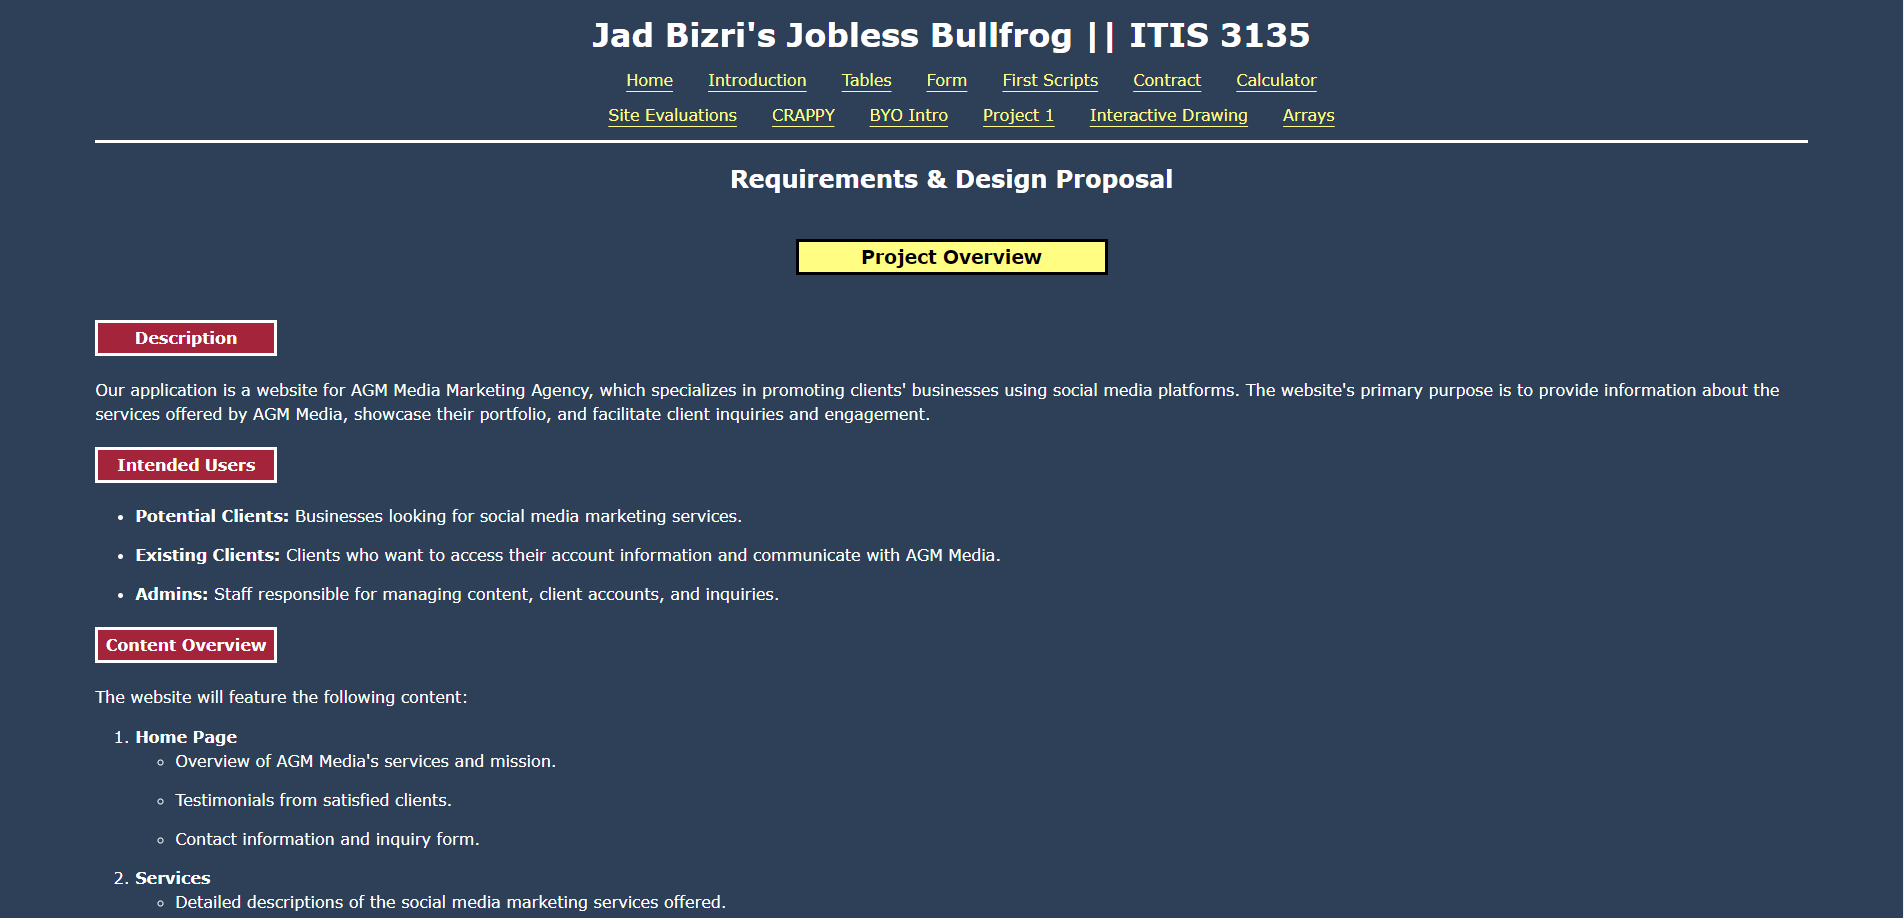 Jad Bizri's Jobless Bullfrog || ITIS 3135
Home Introduction Tables Form First Scripts Contract Calculator
Site Evaluations CRAPPY BYO Intro Project 1 Interactive Drawing Arrays
Requirements & Design Proposal
Project Overview
Description
Our application is a website for AGM Media Marketing Agency, which specializes in promoting clients' businesses using social media platforms. The website's primary purpose is to provide information about the
services offered by AGM Media, showcase their portfolio, and facilitate client inquiries and engagement.
Intended Users
• Potential Clients: Businesses looking for social media marketing services.
• Existing Clients: Clients who want to access their account information and communicate with AGM Media.
• Admins: Staff responsible for managing content, client accounts, and inquiries.
Content Overview
The website will feature the following content:
1. Home Page
◦ Overview of AGM Media's services and mission.
◦ Testimonials from satisfied clients.
◦ Contact information and inquiry form.
2. Services
◦ Detailed descriptions of the social media marketing services offered.